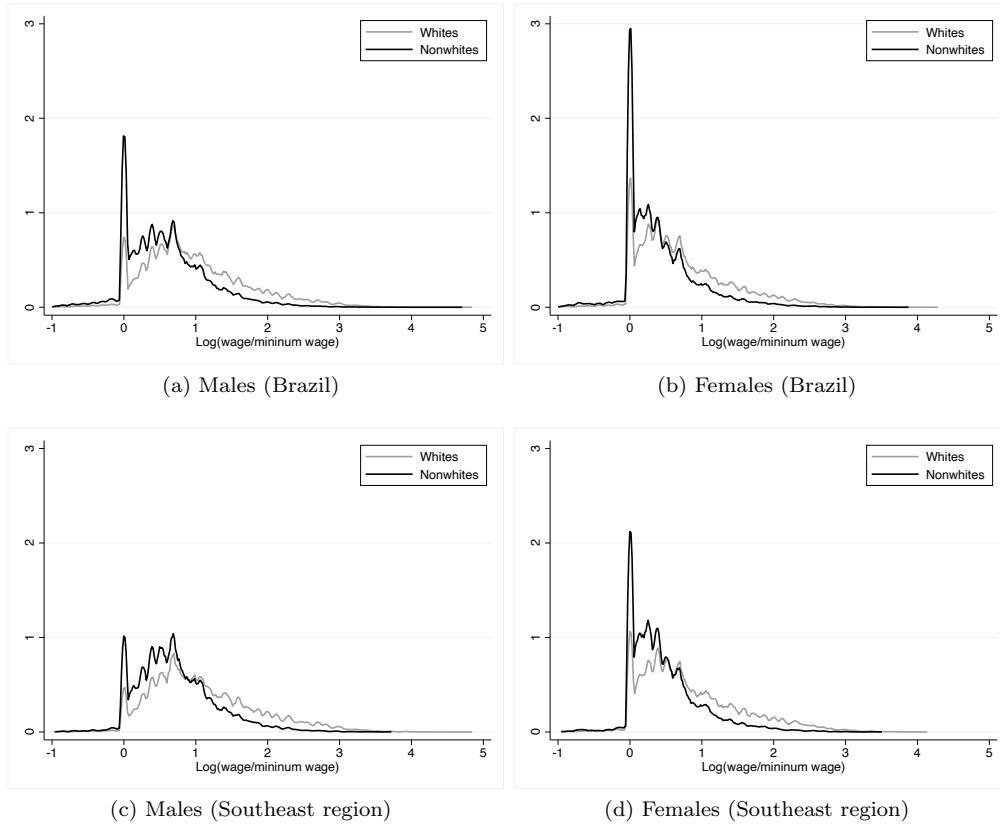 3
2
1
0
Whites
Nonwhites
-1 0 1 2 3 4 5
Log(wage/mininum wage)
(a) Males (Brazil)
3
2
1
0
Whites
Nonwhites
-1 0 1 2 3 4 5
Log(wage/mininum wage)
(b) Females (Brazil)
3
2
1
0
Whites
Nonwhites
-1 0 1 2 3 4 5
Log(wage/mininum wage)
(c) Males (Southeast region)
3
2
1
0
Whites
Nonwhites
-1 0 1 2 3 4 5
Log(wage/mininum wage)
(d) Females (Southeast region)